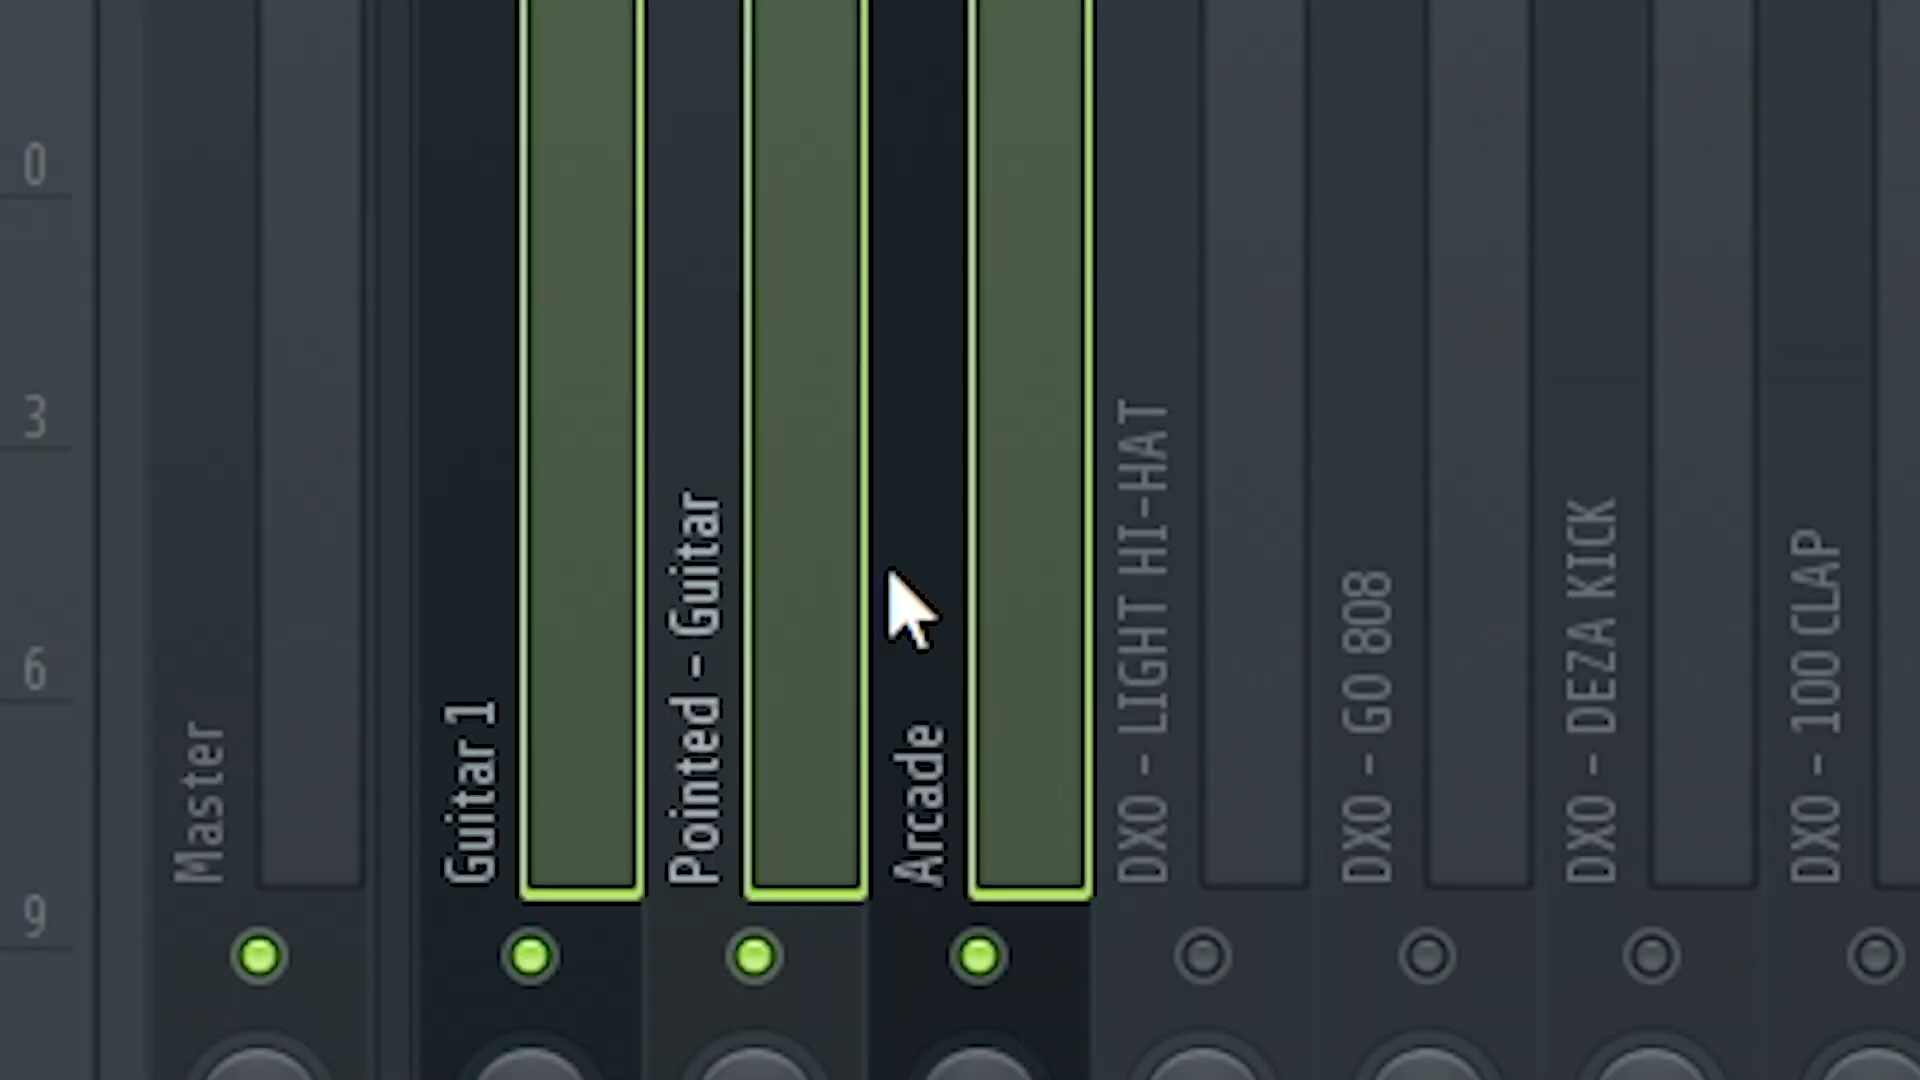 0
3
6
9
Master
Guitar 1
Pointed - Guitar
Arcade
DXO - LIGHT HI-HAT
DXO - GO 808
DXO - DEZA KICK
DXO - 100 CLAP